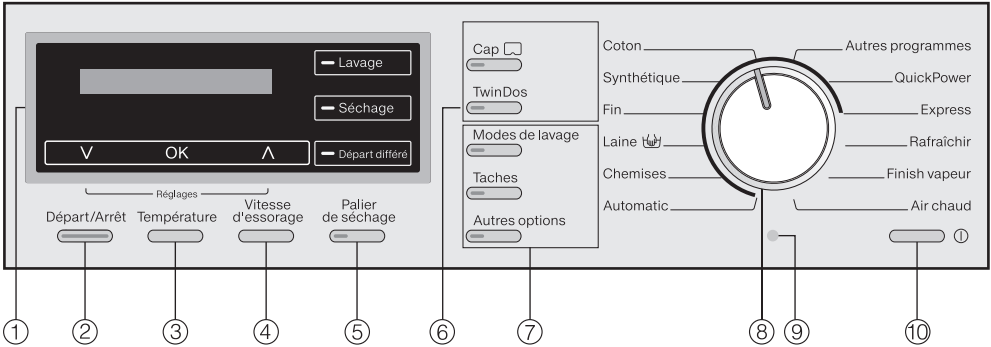 Lavage
Séchage
Départ différé
OK
Réglages
Départ/Arrêt
Température
Vitesse
d'essorage
Palier
de séchage
Cap
TwinDos
Modes de lavage
Taches
Autres options
Coton
Synthétique
Fin
Laine
Chemises
Automatic
Autres programmes
QuickPower
Express
Rafraîchir
Finish vapeur
Air chaud
1
2
3
4
5
6
7
8
9
10